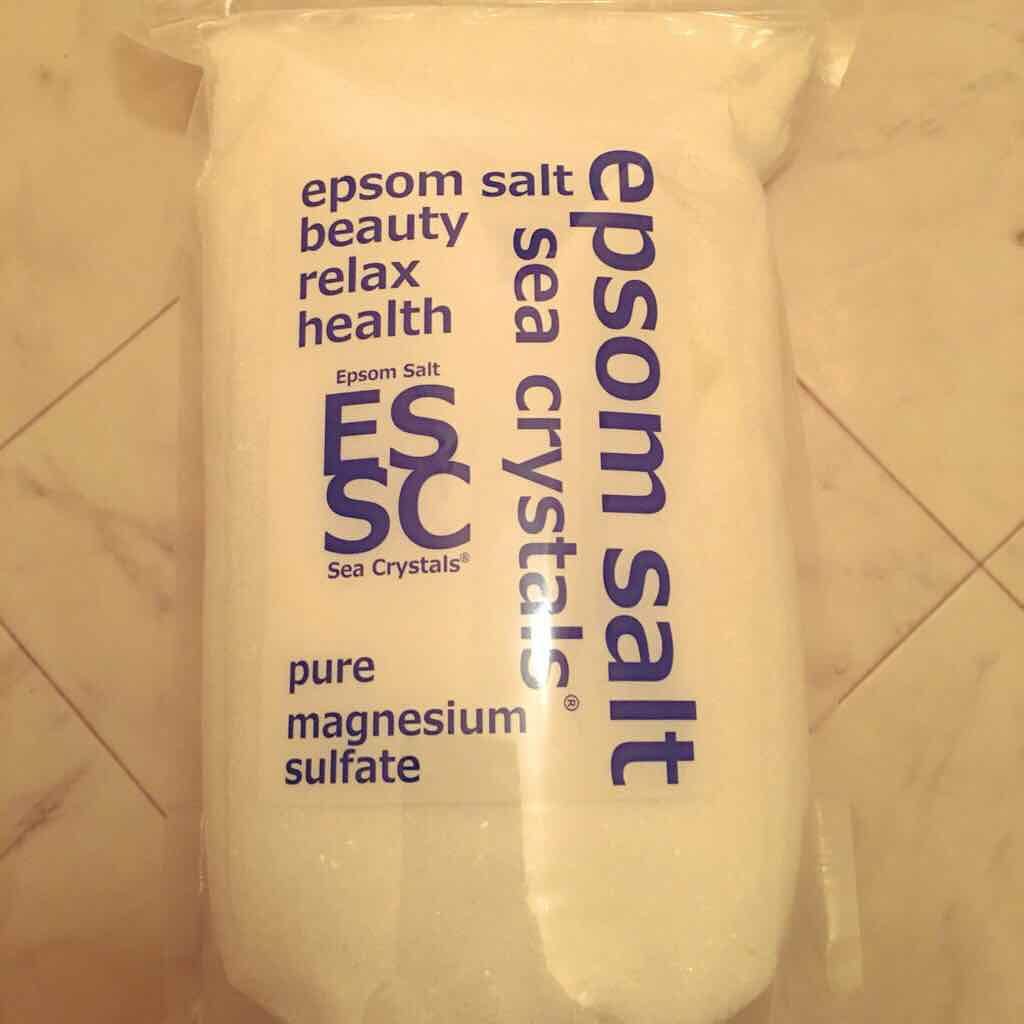 epsom salt
beauty
relax
health
Epsom Salt
ES
SC
Sea Crystals®
pure
magnesium
sulfate
epsom salt
sea crystals®